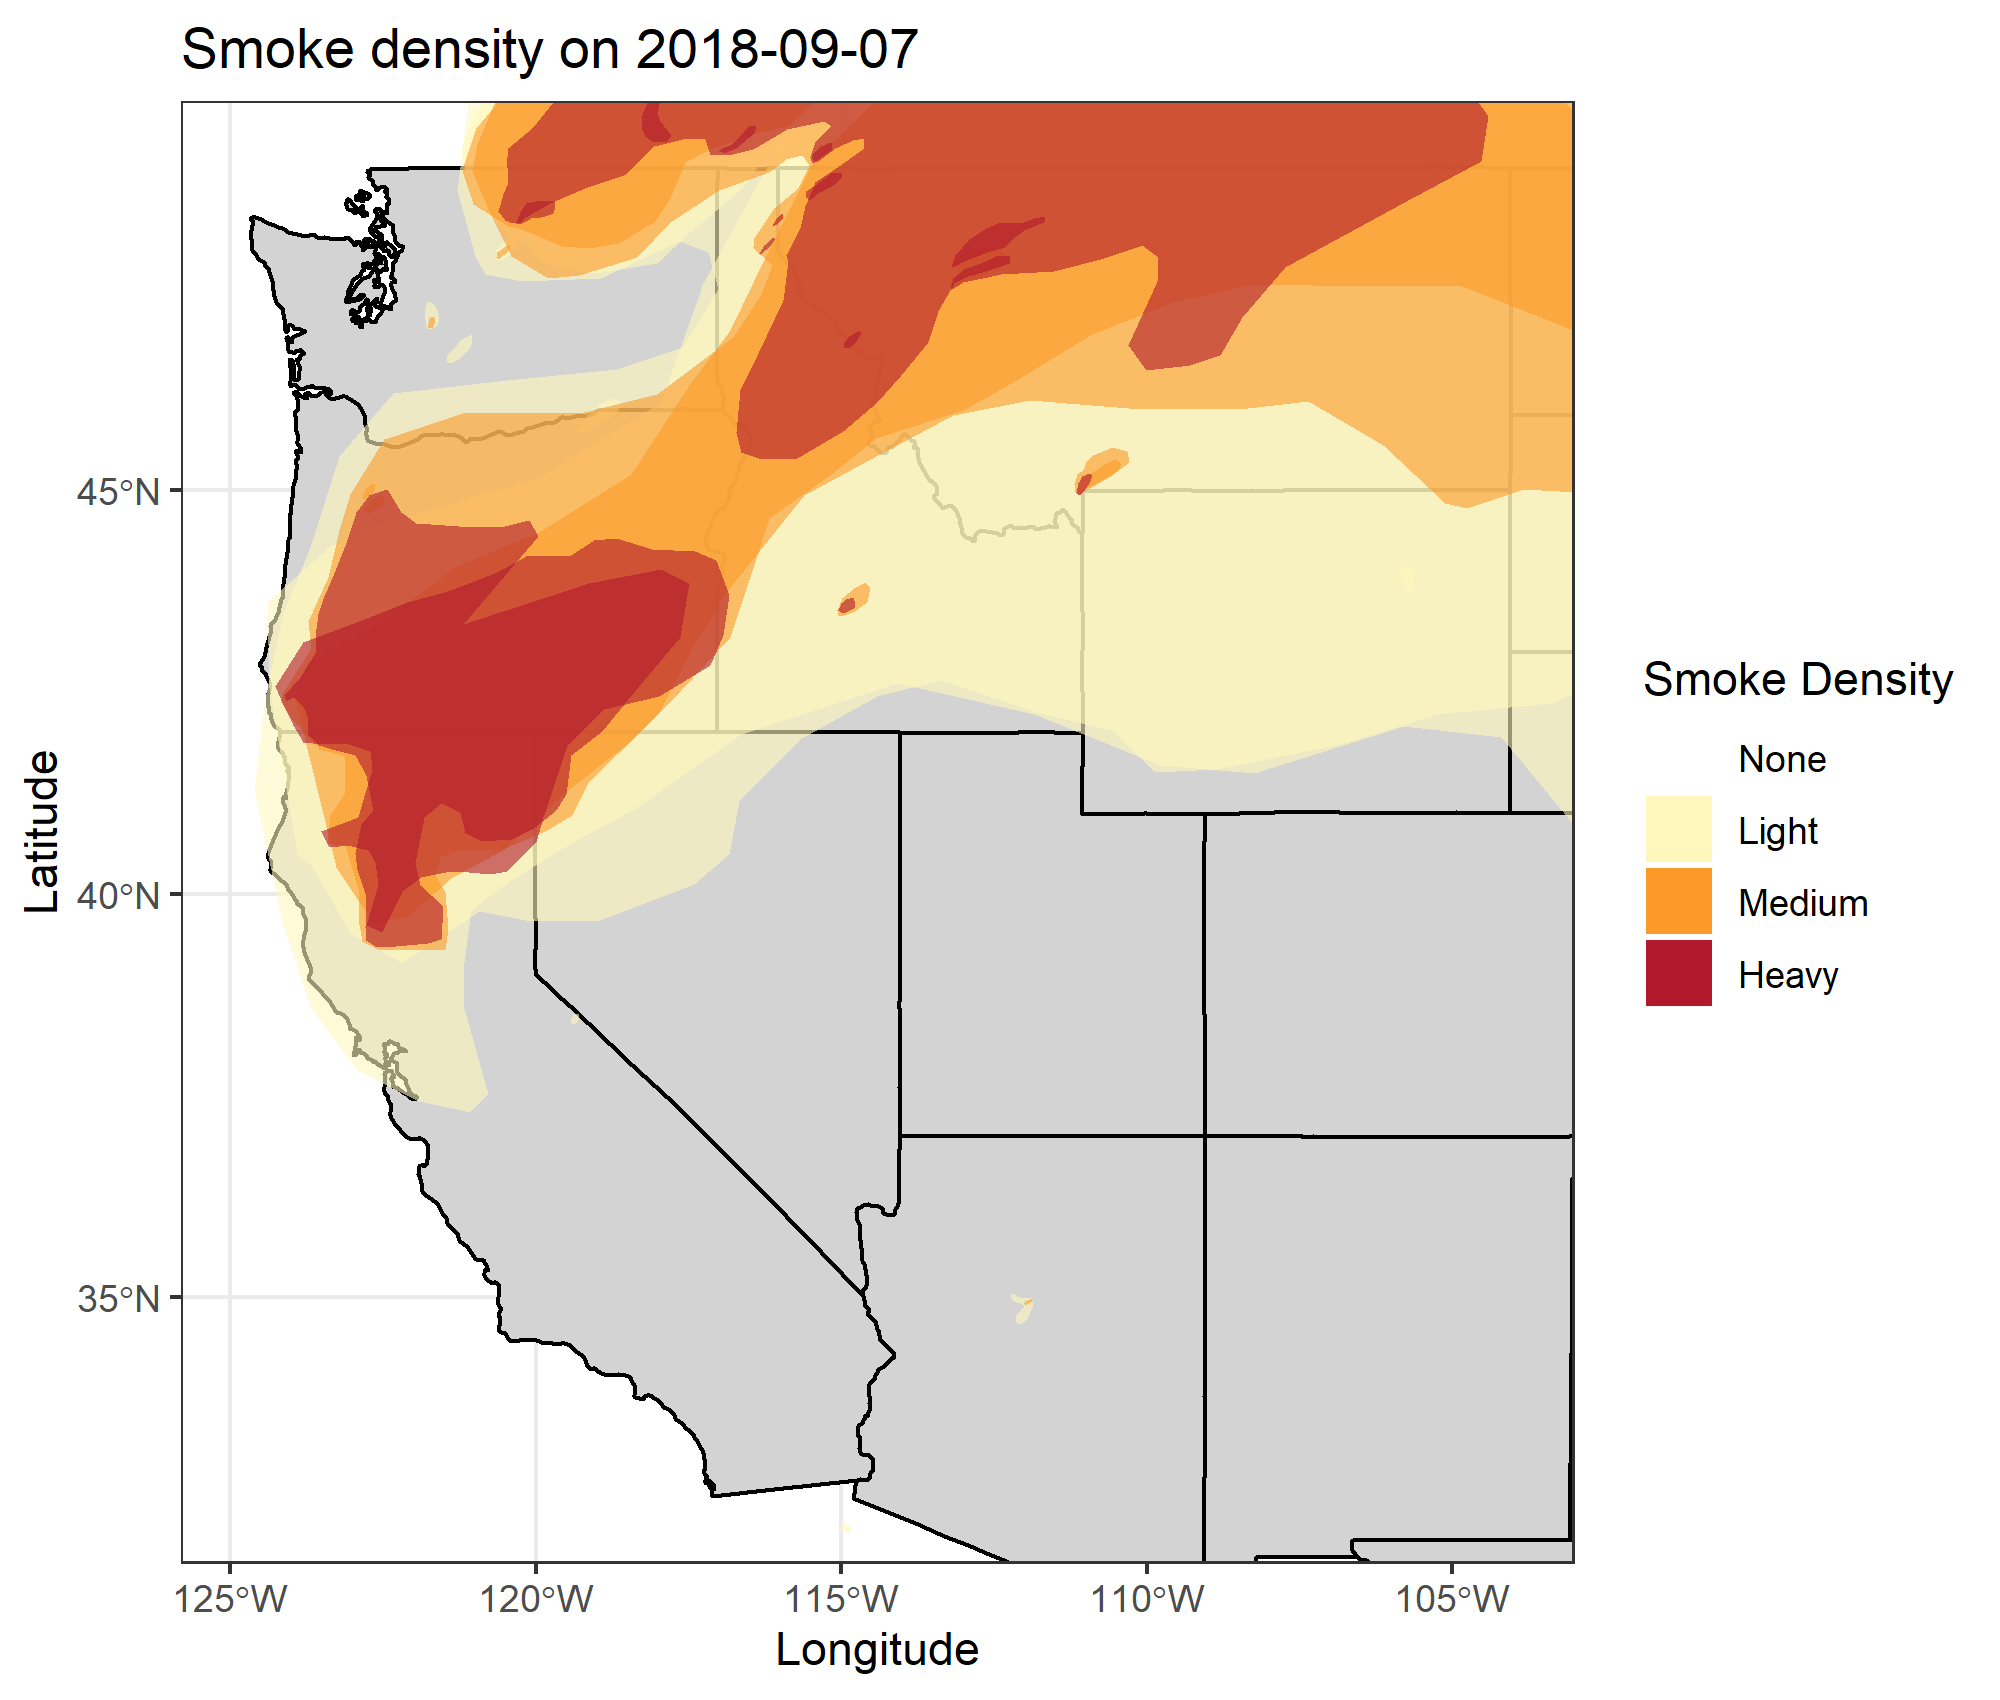 Smoke density on 2018-09-07
45°N
40°N
35°N
Latitude
125°W 120°W 115°W 110°W 105°W
Longitude
Smoke Density
None
Light
Medium
Heavy